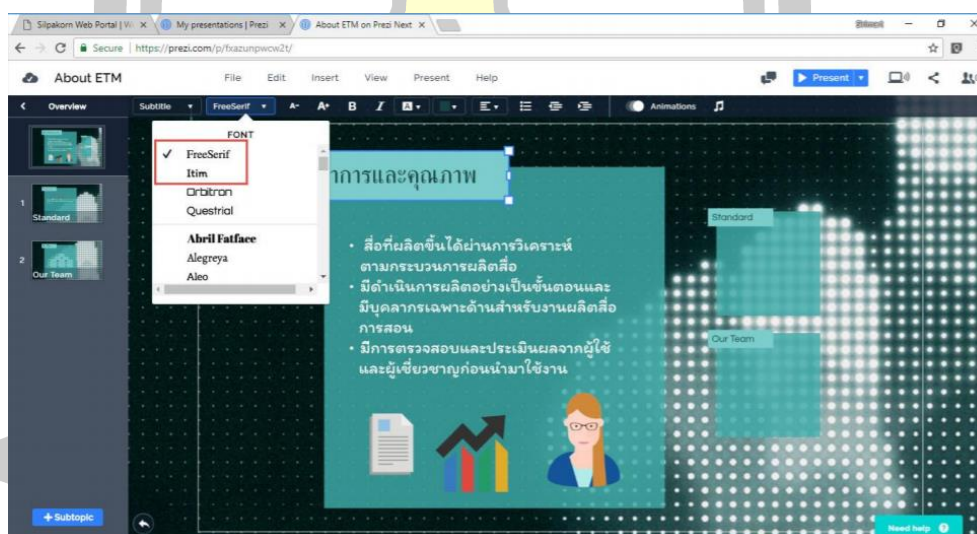 Silpakorn Web Portal | W
My presentations | Prezi
About ETM on Prezi Next
Secure
https://prezi.com/p/fxazunpwcw2t/
About ETM
File Edit Insert View Present Help
Present
Overview
Subtitle
FreeSerif
A- A+ B I A
Animations
FONT
✓ FreeSerif
Itim
Orbitron
Questrial
Abril Fatface
Alegreya
Aleo
1
Standard
2
Our Team
าการและคุณภาพ
• สื่อที่ผลิตขึ้นได้ผ่านการวิเคราะห์
ตามกระบวนการผลิตสื่อ
• มีดำเนินการผลิตอย่างเป็นขั้นตอนและ
มีบุคลากรเฉพาะด้านสำหรับงานผลิตสื่อ
การสอน
• มีการตรวจสอบและประเมินผลจากผู้ใช้
และผู้เชี่ยวชาญก่อนนำมาใช้งาน
Standard
Our Team
+ Subtopic
Need help ?